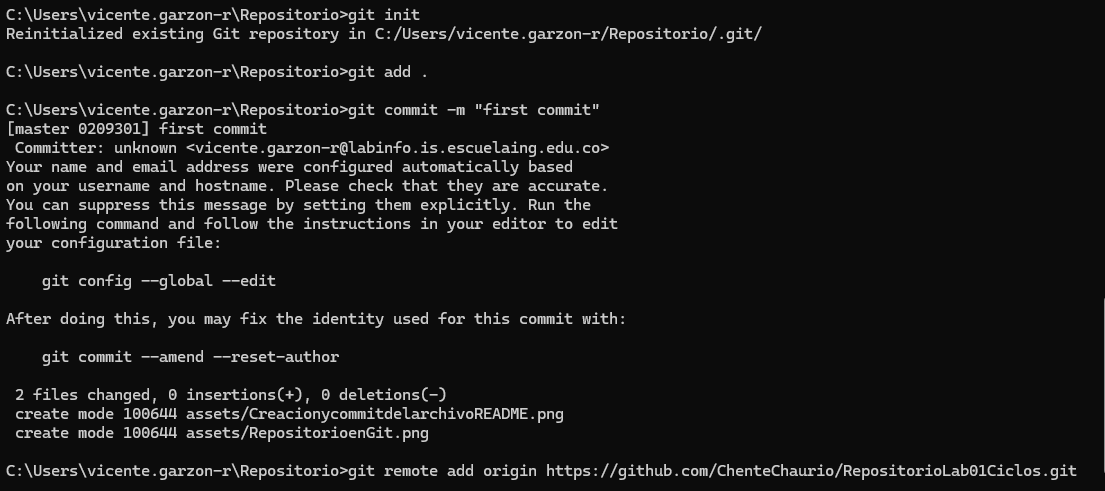 C:\Users\vicente.garzon-r\Repositorio>git init
Reinitialized existing Git repository in C:/Users/vicente.garzon-r/Repositorio/.git/
C:\Users\vicente.garzon-r\Repositorio>git add .
C:\Users\vicente.garzon-r\Repositorio>git commit -m "first commit"
[master 0209301] first commit
 Committer: unknown <vicente.garzon-r@labinfo.is.escuelaing.edu.co>
Your name and email address were configured automatically based
on your username and hostname. Please check that they are accurate.
You can suppress this message by setting them explicitly. Run the
following command and follow the instructions in your editor to edit
your configuration file:
    git config --global --edit
After doing this, you may fix the identity used for this commit with:
    git commit --amend --reset-author
 2 files changed, 0 insertions(+), 0 deletions(-)
 create mode 100644 assets/CreacionycommitdelarchivoREADME.png
 create mode 100644 assets/RepositorioenGit.png
C:\Users\vicente.garzon-r\Repositorio>git remote add origin https://github.com/ChenteChaurio/RepositorioLab01Ciclos.git